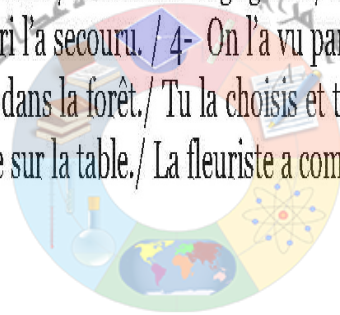 ri l'a secouru. / 4- On l'a vu par
dans la forêt./ Tu la choisis et t
e sur la table./ La fleuriste a com